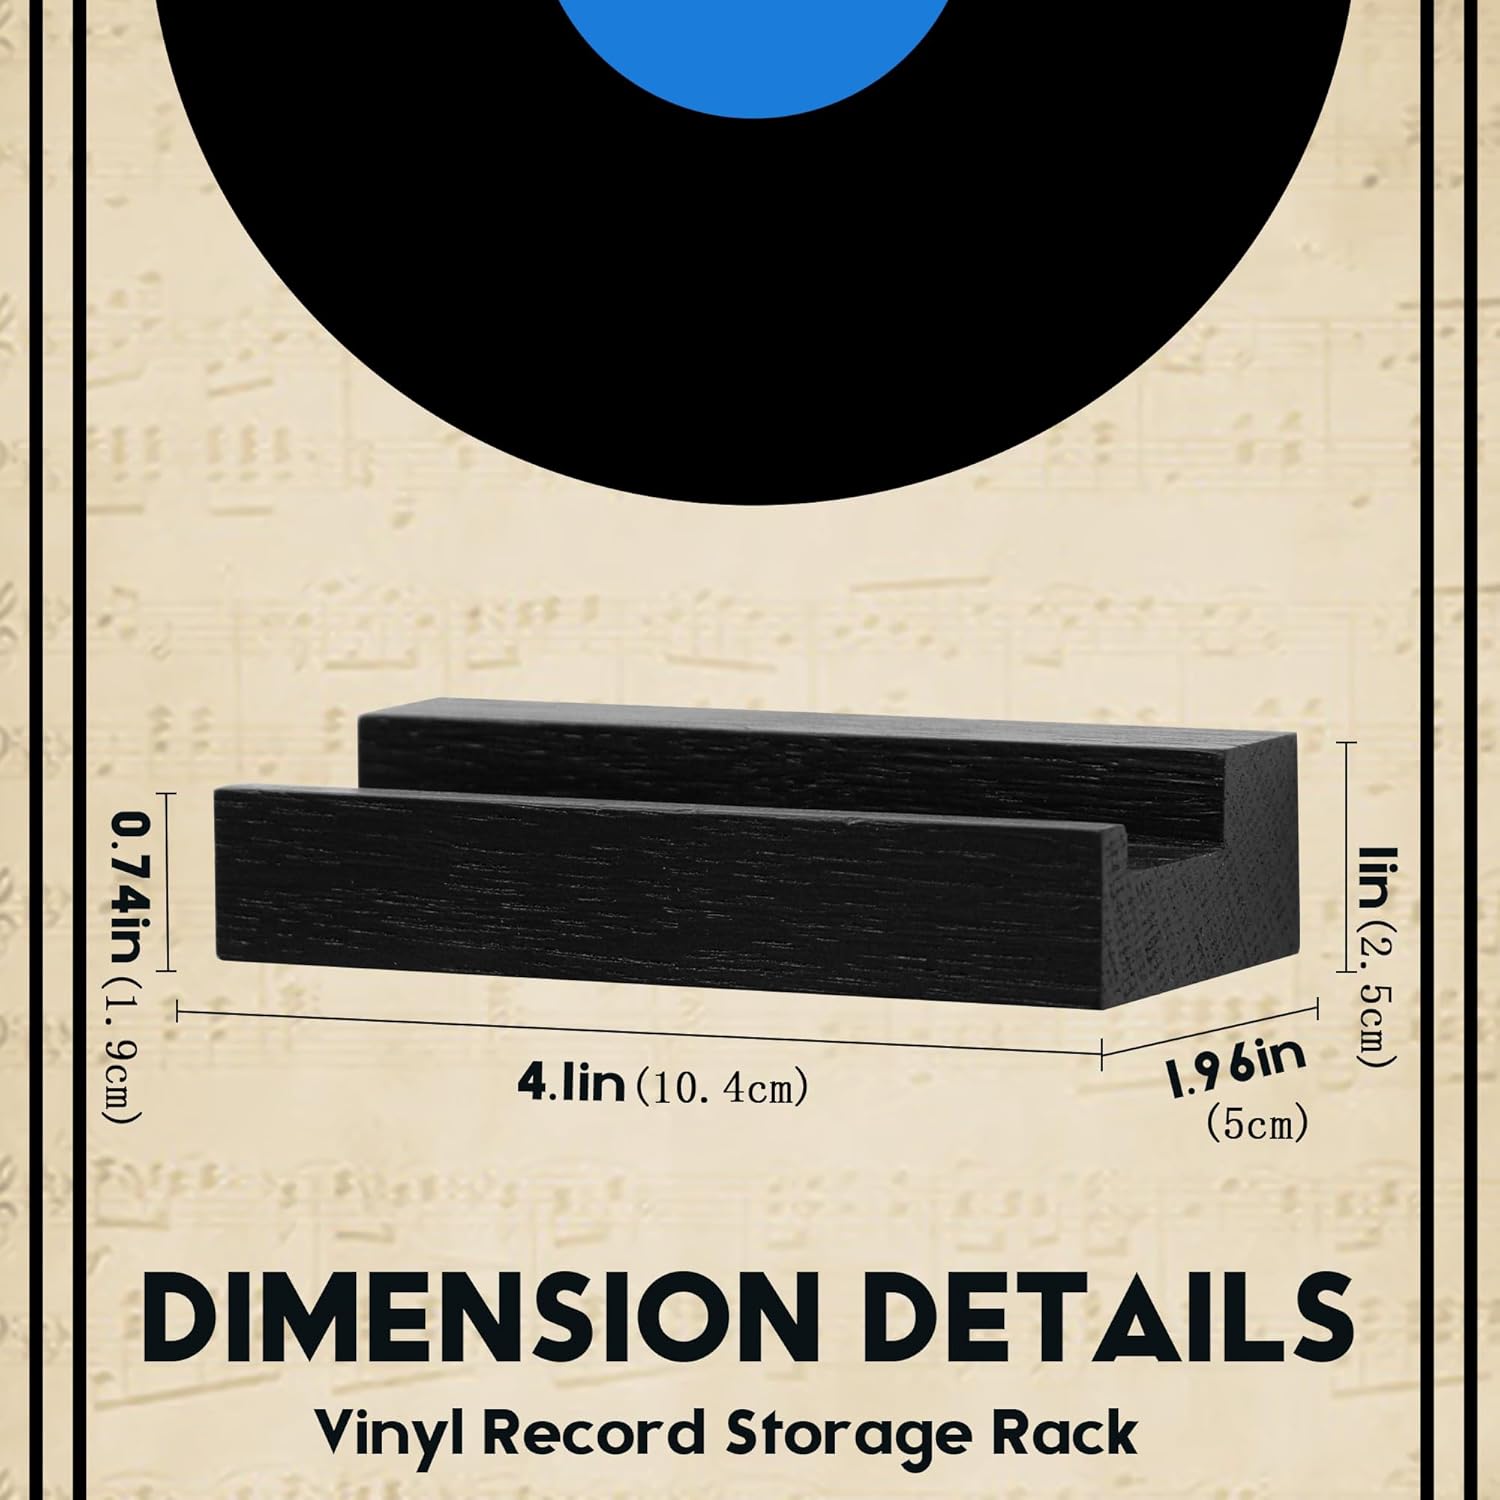 0.74in (1.9cm)
1in (2.5cm)
4.1in (10.4cm)
1.96in
(5cm)
DIMENSION DETAILS
Vinyl Record Storage Rack